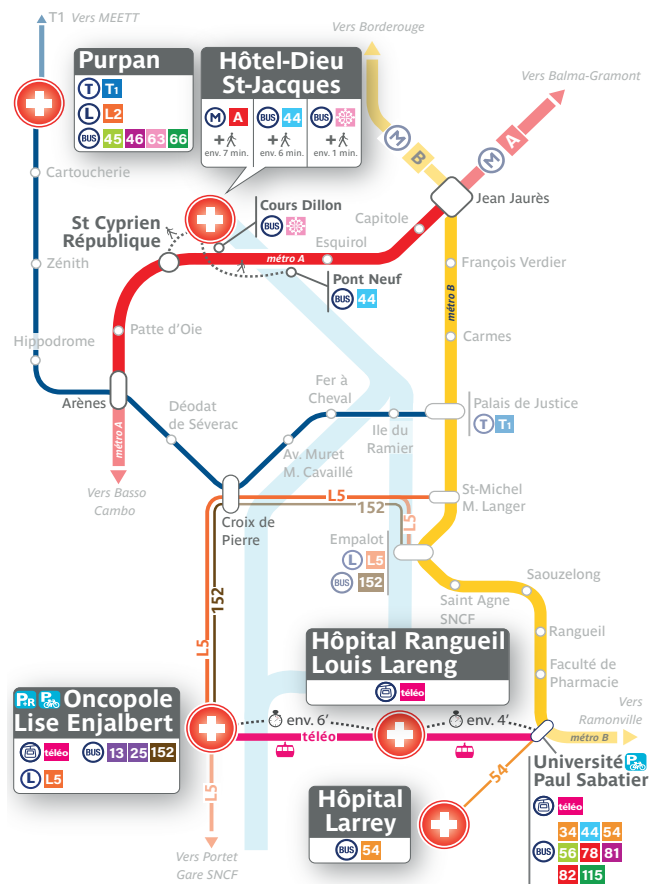 T1 Vers MEETT
Vers Borderouge
Vers Balma-Gramont
Purpan
T T1
L L2
BUS 45 46 63 66
Hôtel-Dieu
St-Jacques
M A
+
env. 7 min.
BUS 44
+
env. 6 min.
BUS
+
env. 1 min.
M B
M A
Cartoucherie
Jean Jaurès
Cours Dillon
BUS
Capitole
St Cyprien
République
Esquirol
métro A
Zénith
François Verdier
Pont Neuf
BUS 44
métro B
Patte d'Oie
Carmes
Hippodrome
Arènes
Fer à
Cheval
Palais de Justice
T T1
Déodat
de Séverac
métro A
Ile du
Ramier
Av. Muret
M. Cavaillé
Vers Basso
Cambo
L5
St-Michel
M. Langer
152
L5
Croix de
Pierre
Empalot
L L5
BUS 152
Saouzelong
Saint Agne
SNCF
152
L5
Rangueil
Hôpital Rangueil
Louis Lareng
téléo
Faculté de
Pharmacie
P+R P Oncopole
Lise Enjalbert
téléo
BUS 13 25 152
L L5
env. 6'
env. 4'
téléo
Vers
Ramonville
métro B
Université P
Paul Sabatier
téléo
BUS
34 44 54
56 78 81
82 115
54
L5
Hôpital
Larrey
BUS 54
Vers Portet
Gare SNCF